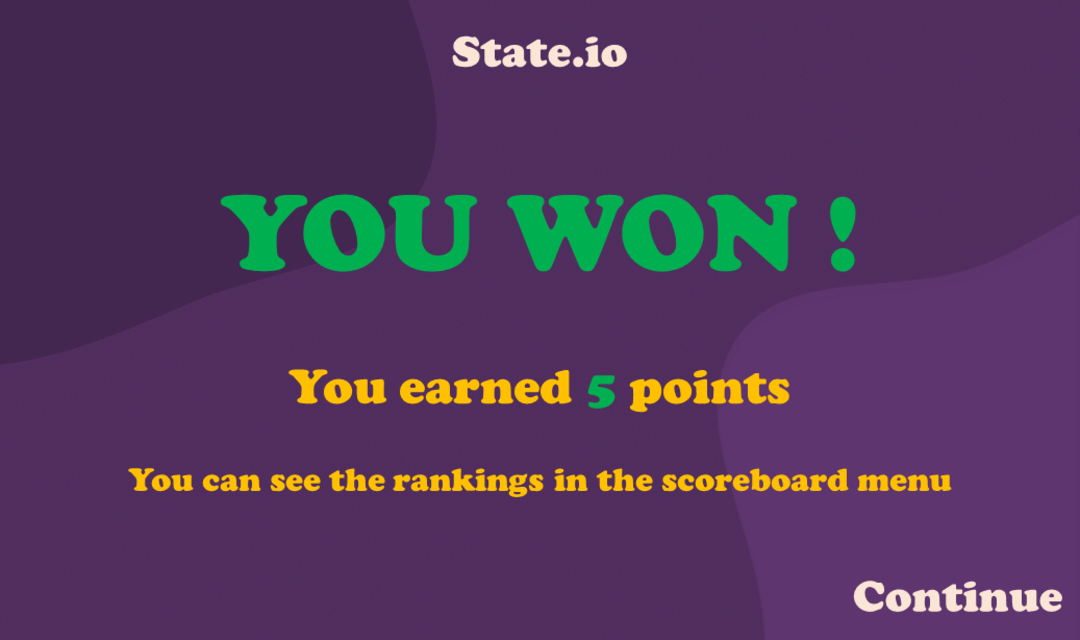 State.io
YOU WON !
You earned 5 points
You can see the rankings in the scoreboard menu
Continue